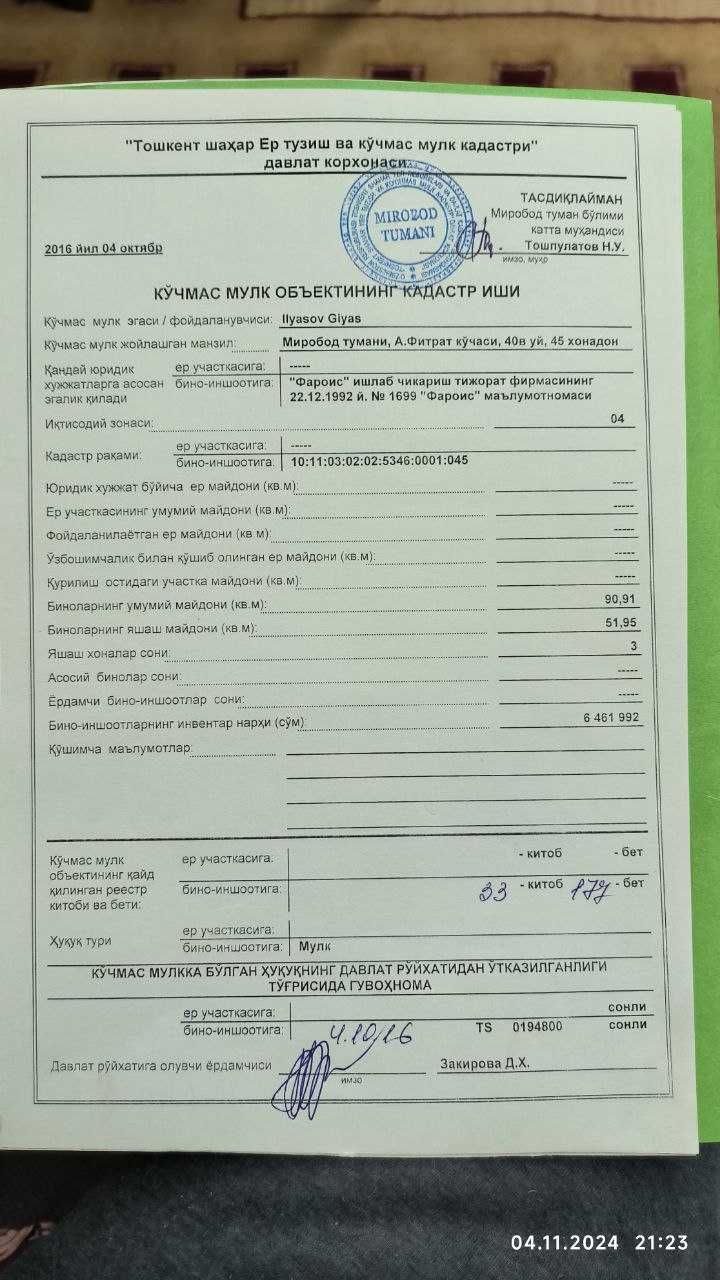 "Тошкент шаҳар Ер тузиш ва кўчмас мулк кадастри"
давлат корхонаси
ТАСДИҚЛАЙМАН
Миробод туман бўлими
катта муҳандиси
Тошпулатов Н.У.
имзо, муҳр
MIROBOD
TUMANI
2016 йил 04 октябр
КЎЧМАС МУЛК ОБЪЕКТИНИНГ КАДАСТР ИШИ
Кўчмас мулк эгаси / фойдаланувчиси: Ilyasov Giyas
Кўчмас мулк жойлашган манзил: Миробод тумани, А.Фитрат кўчаси, 40в уй, 45 хонадон
Қандай юридик
хужжатларга асосан
эгалик қилади
ер участкасига: -----
бино-иншоотига: "Фароис" ишлаб чикариш тижорат фирмасининг
22.12.1992 й. № 1699 "Фароис" маълумотномаси
Иқтисодий зонаси: 04
Кадастр рақами:
ер участкасига: -----
бино-иншоотига: 10:11:03:02:02:5346:0001:045
Юридик хужжат бўйича ер майдони (кв.м): -----
Ер участкасининг умумий майдони (кв.м): -----
Фойдаланилаётган ер майдони (кв м): -----
Ўзбошимчалик билан қўшиб олинган ер майдони (кв.м): -----
Қурилиш остидаги участка майдони (кв.м): -----
Биноларнинг умумий майдони (кв.м): 90,91
Биноларнинг яшаш майдони (кв.м): 51,95
Яшаш хоналар сони: 3
Асосий бинолар сони: -----
Ёрдамчи бино-иншоотлар сони: -----
Бино-иншоотларнинг инвентар нарҳи (сўм): 6 461 992
Қўшимча маълумотлар:
Кўчмас мулк
объектининг қайд
қилинган реестр
китоби ва бети:
ер участкасига: - китоб - бет
бино-иншоотига: 33 - китоб 177 - бет
Ҳуқуқ тури
ер участкасига:
бино-иншоотига: Мулк
КЎЧМАС МУЛККА БЎЛГАН ҲУҚУҚНИНГ ДАВЛАТ РЎЙХАТИДАН ЎТКАЗИЛГАНЛИГИ
ТЎҒРИСИДА ГУВОҲНОМА
ер участкасига: сонли
бино-иншоотига: TS 0194800 сонли
4.10.16
Давлат рўйхатига олувчи ёрдамчиси Закирова Д.Х.
имзо
04.11.2024 21:23